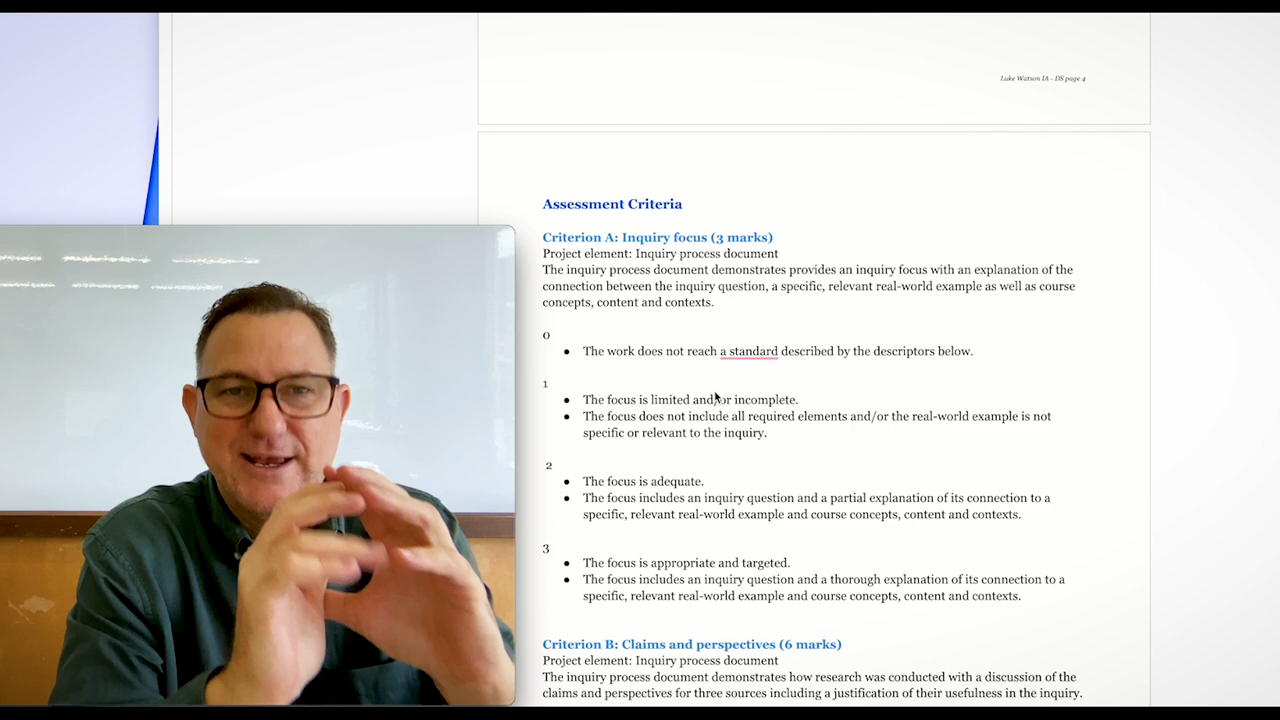 Luke Watson IA - DS page 4
Assessment Criteria
Criterion A: Inquiry focus (3 marks)
Project element: Inquiry process document
The inquiry process document demonstrates provides an inquiry focus with an explanation of the
connection between the inquiry question, a specific, relevant real-world example as well as course
concepts, content and contexts.
0
● The work does not reach a standard described by the descriptors below.
1
● The focus is limited and/or incomplete.
● The focus does not include all required elements and/or the real-world example is not
specific or relevant to the inquiry.
2
● The focus is adequate.
● The focus includes an inquiry question and a partial explanation of its connection to a
specific, relevant real-world example and course concepts, content and contexts.
3
● The focus is appropriate and targeted.
● The focus includes an inquiry question and a thorough explanation of its connection to a
specific, relevant real-world example and course concepts, content and contexts.
Criterion B: Claims and perspectives (6 marks)
Project element: Inquiry process document
The inquiry process document demonstrates how research was conducted with a discussion of the
claims and perspectives for three sources including a justification of their usefulness in the inquiry.